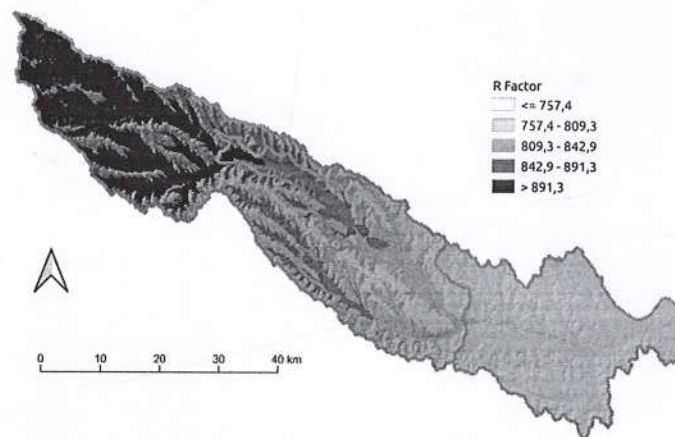 R Factor
<= 757,4
757,4 - 809,3
809,3 - 842,9
842,9 - 891,3
> 891,3
0 10 20 30 40 km